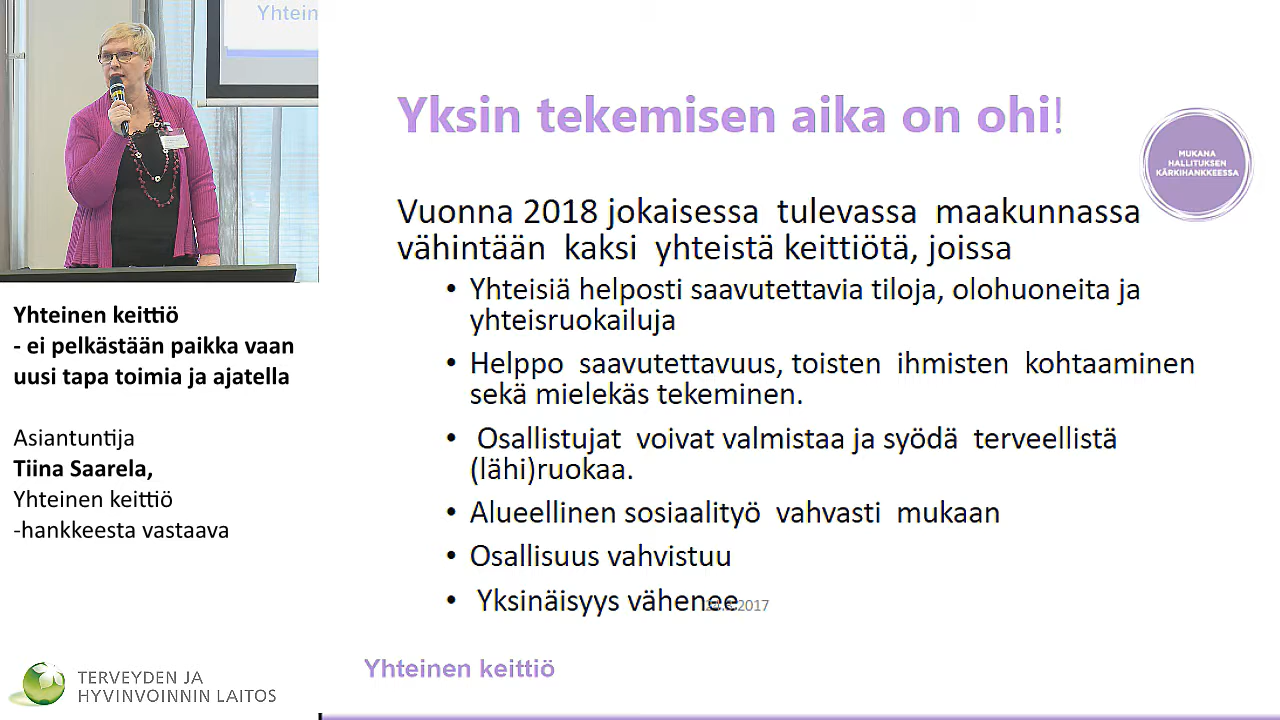 Yhtein
Yksin tekemisen aika on ohi!
MUKANA
HALLITUKSEN
KÄRKIHANKKEESSA
Vuonna 2018 jokaisessa tulevassa maakunnassa
vähintään kaksi yhteistä keittiötä, joissa
• Yhteisiä helposti saavutettavia tiloja, olohuoneita ja
yhteisruokailuja
• Helppo saavutettavuus, toisten ihmisten kohtaaminen
sekä mielekäs tekeminen.
• Osallistujat voivat valmistaa ja syödä terveellistä
(lähi)ruokaa.
• Alueellinen sosiaalityö vahvasti mukaan
• Osallisuus vahvistuu
• Yksinäisyys vähenee
2017
Yhteinen keittiö
Yhteinen keittiö
- ei pelkästään paikka vaan
uusi tapa toimia ja ajatella
Asiantuntija
Tiina Saarela,
Yhteinen keittiö
-hankkeesta vastaava
TERVEYDEN JA
HYVINVOINNIN LAITOS